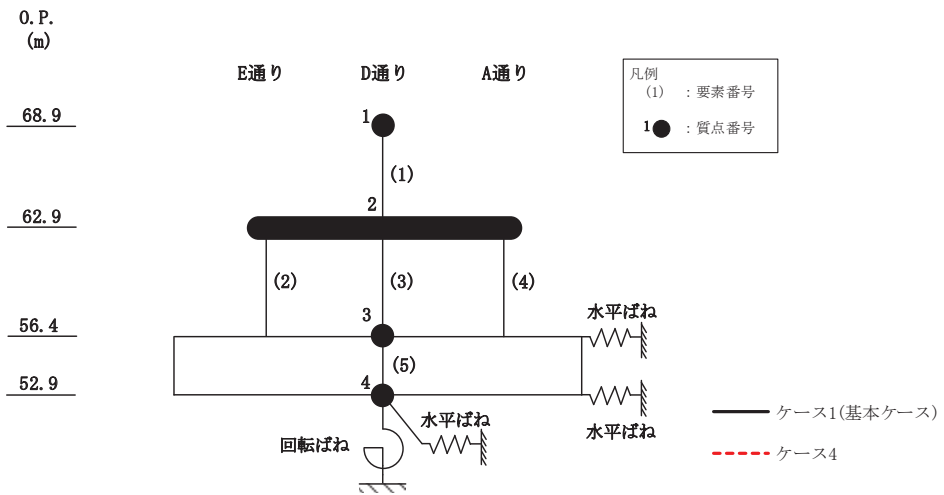 O.P.
(m)
E通り D通り A通り
凡例
(1) : 要素番号
1 : 質点番号
68.9
1
(1)
2
62.9
(2) (3) (4)
水平ばね
3
56.4
(5)
52.9
4
水平ばね
水平ばね
回転ばね
ケース1(基本ケース)
ケース4